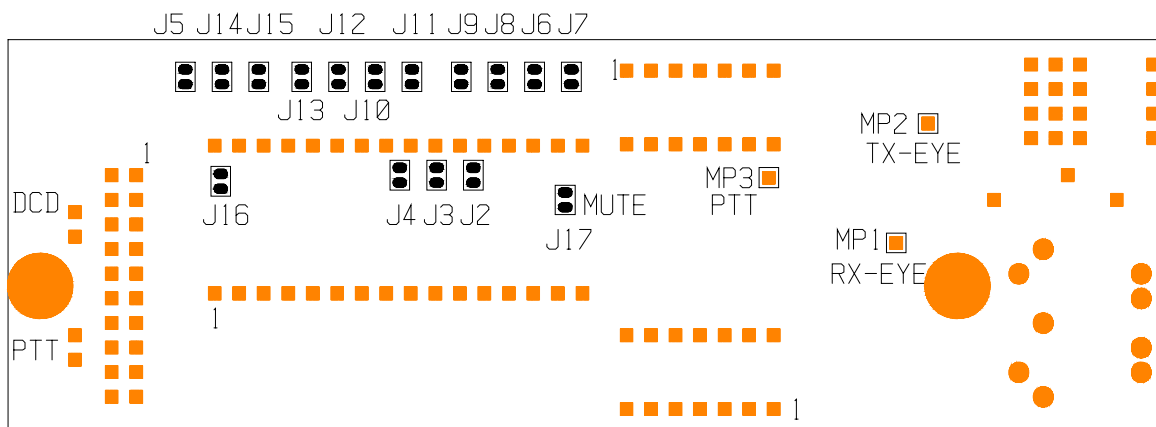 J5 J14 J15 J12 J11 J9 J8 J6 J7
1
J13 J10
MP2
TX-EYE
1
MP3
PTT
DCD
J16
J4 J3 J2
MUTE
J17
MP1
RX-EYE
1
PTT
1